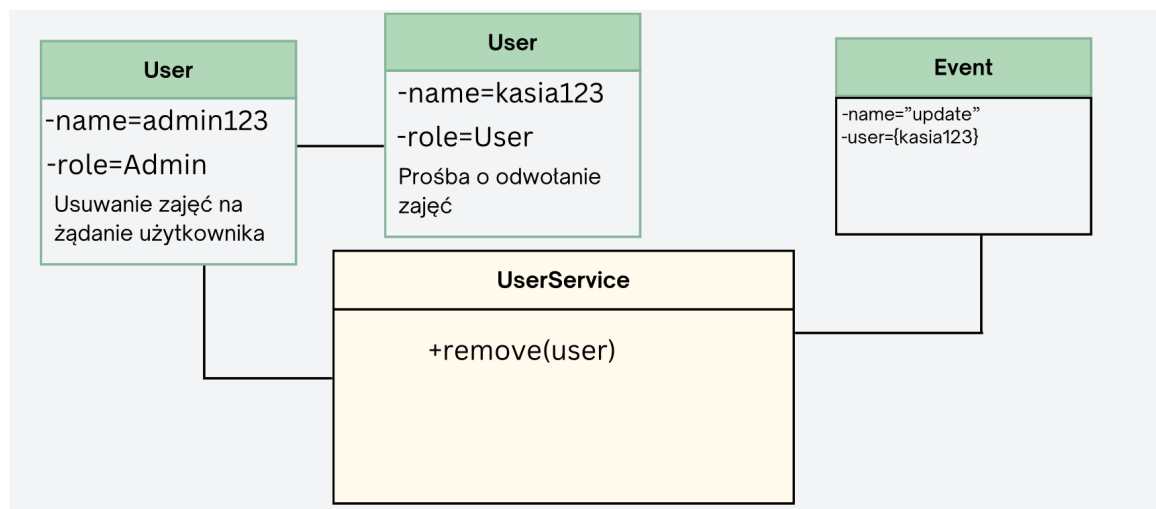 User
-name=admin123
-role=Admin
Usuwanie zajęć na
żądanie użytkownika
User
-name=kasia123
-role=User
Prośba o odwołanie
zajęć
Event
-name=”update”
-user={kasia123}
UserService
+remove(user)